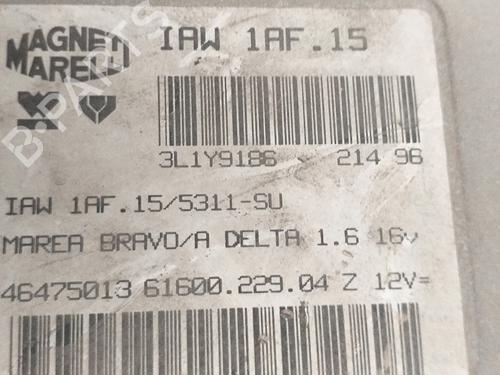 MAGNETI MARELLI
IAW 1AF.15
3L1Y9186 214 96
IAW 1AF.15/5311-SU
MAREA BRAVO/A DELTA 1.6 16v
46475013 61600.229.04 Z 12V=
B-PARTS